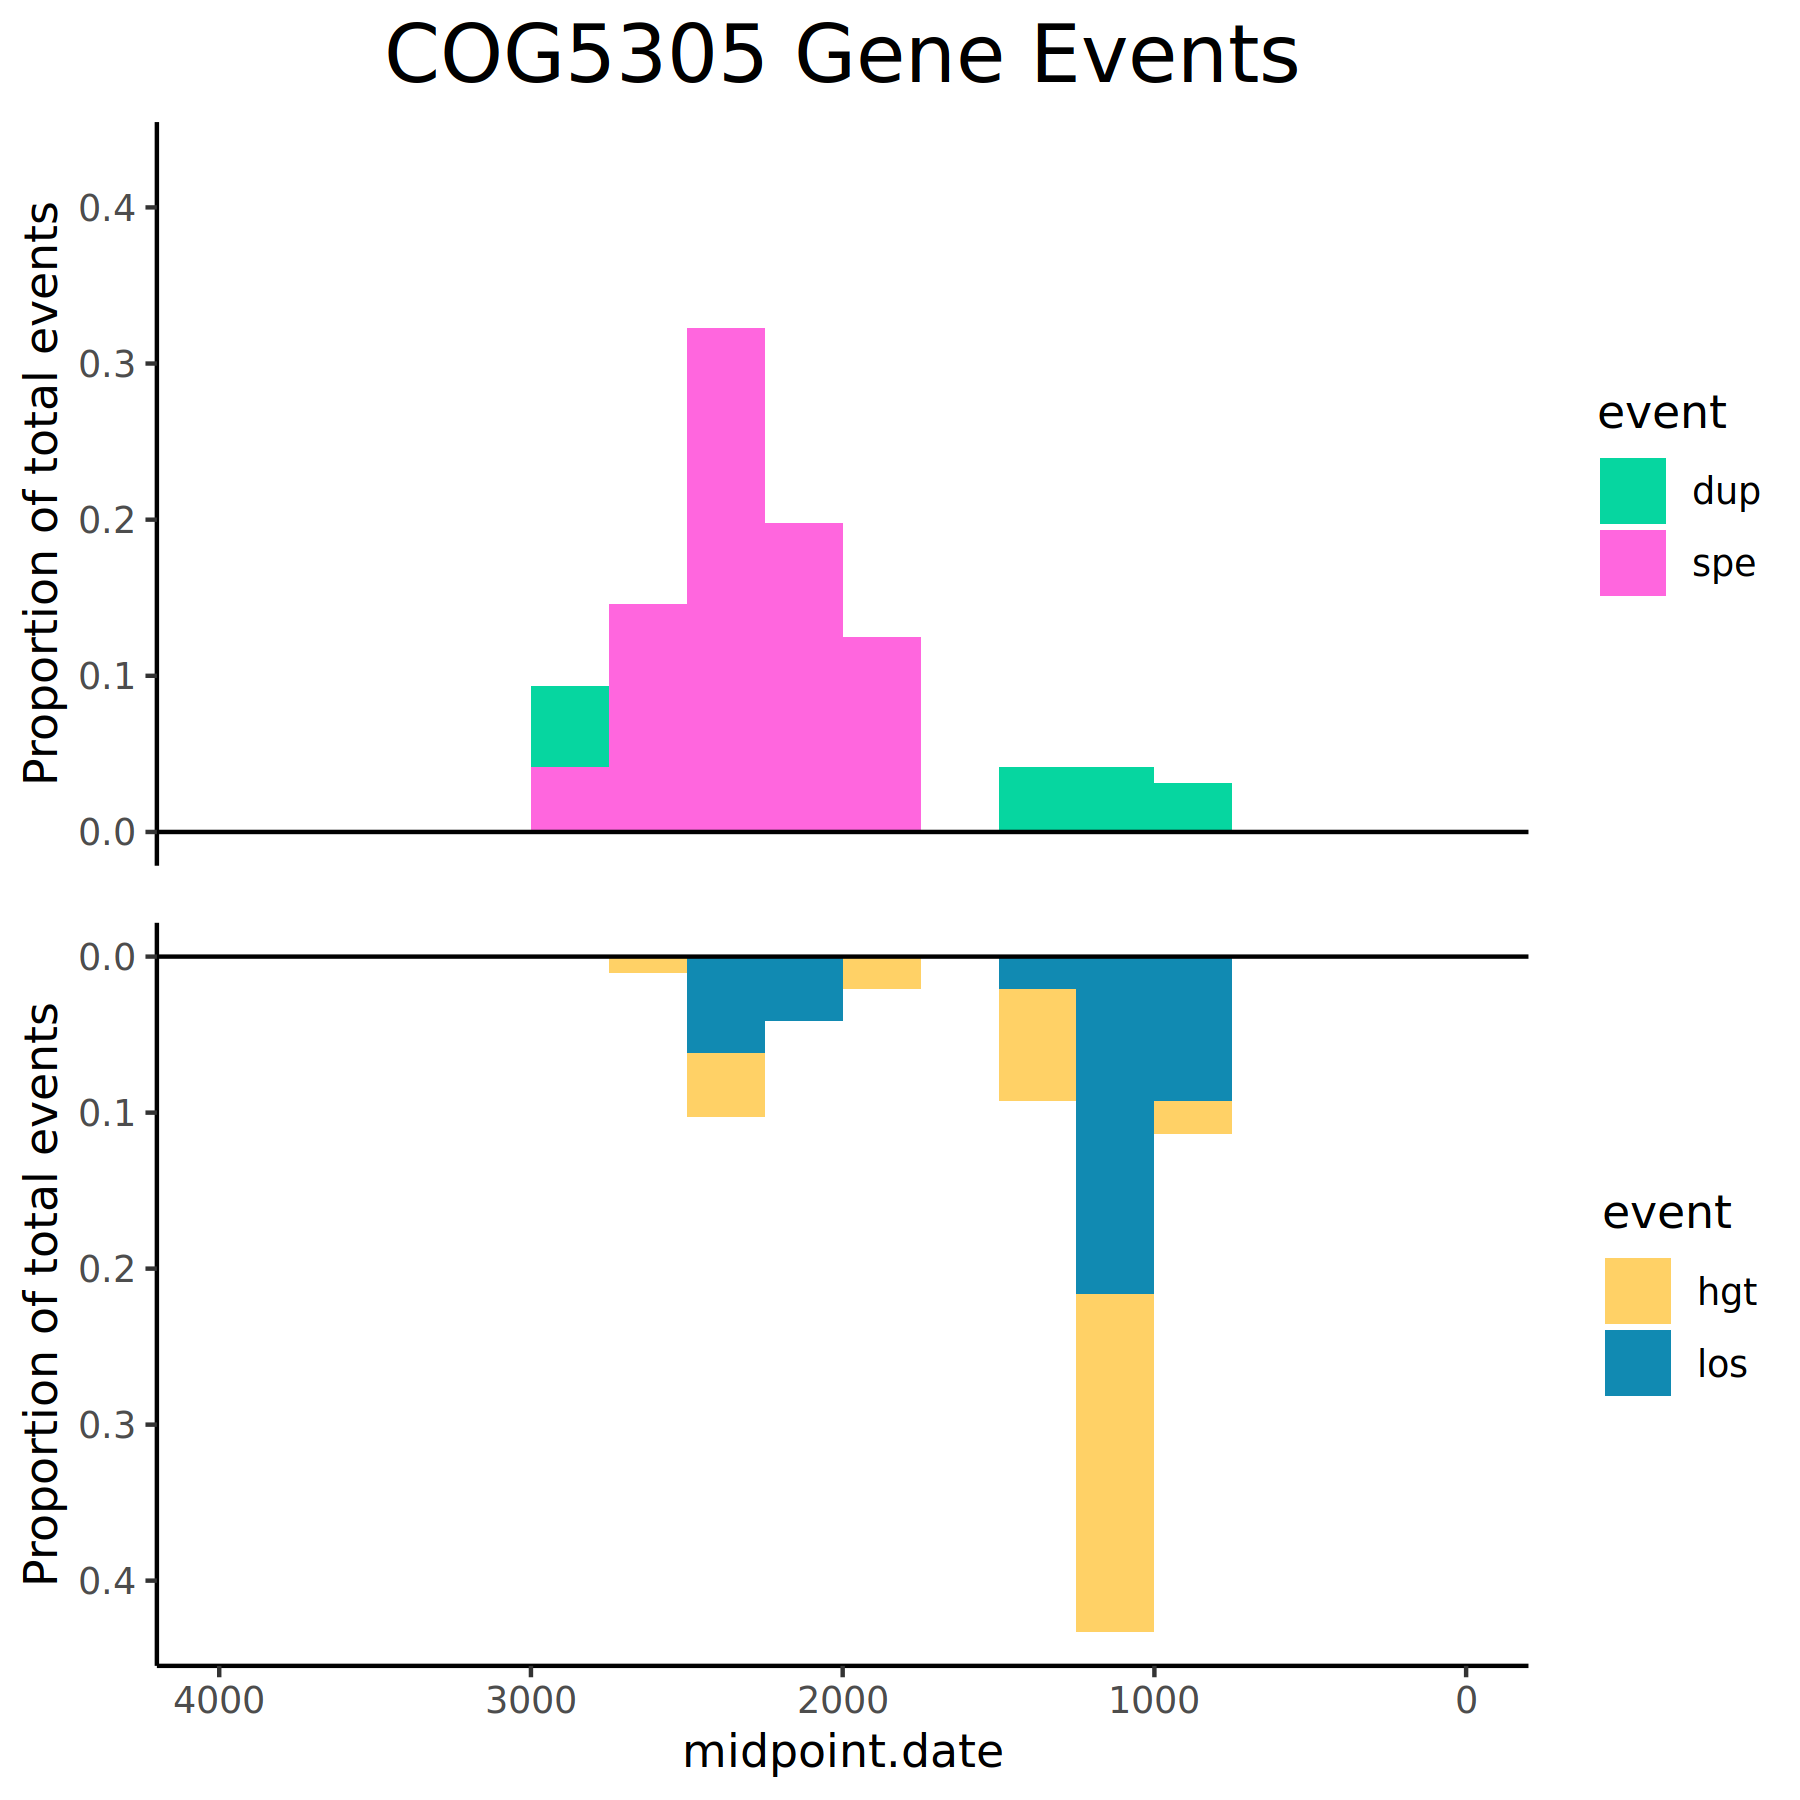 COG5305 Gene Events
Proportion of total events
0.4
0.3
0.2
0.1
0.0
event
dup
spe
Proportion of total events
0.0
0.1
0.2
0.3
0.4
event
hgt
los
4000 3000 2000 1000 0
midpoint.date